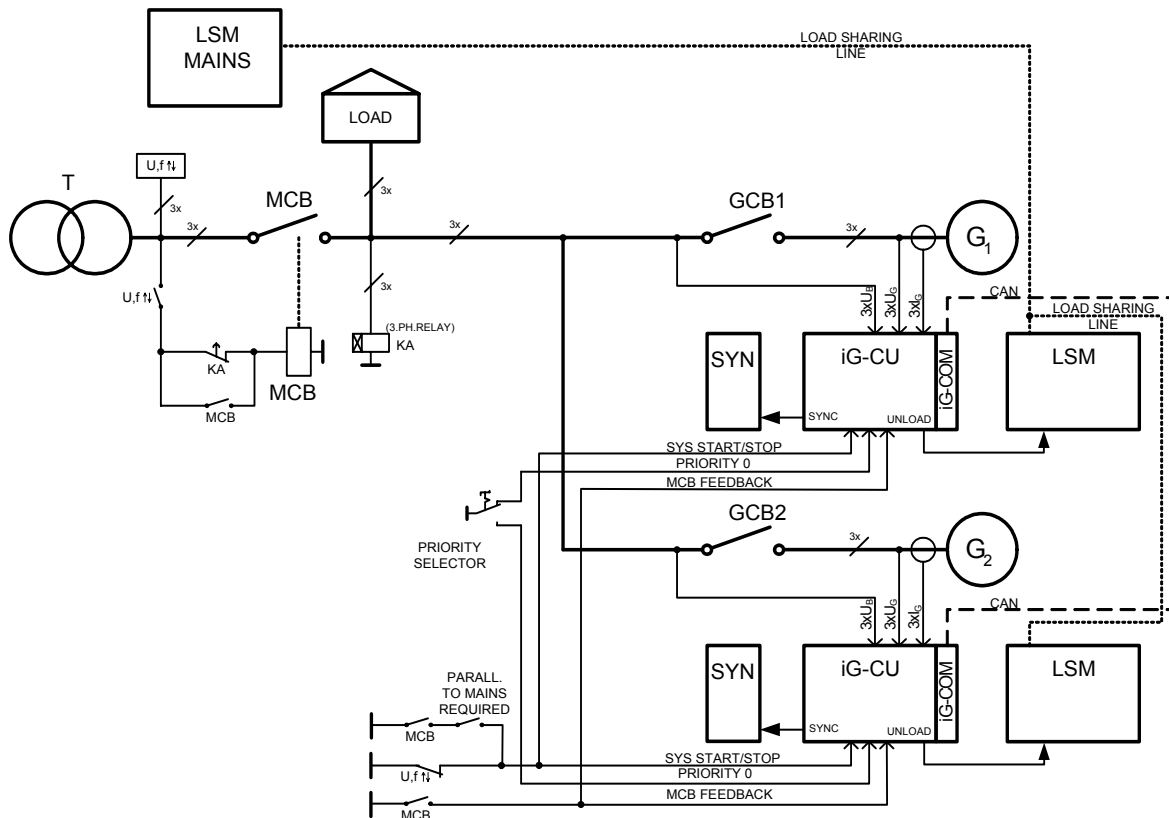 LSM
MAINS
LOAD SHARING
LINE
LOAD
U,f ↑↓
T
3x
3x
MCB
3x
3x
GCB1
3x
G1
U,f ↑↓
3x
(3.PH.RELAY)
KA
KA
MCB
MCB
3xUB
3xUG
3xIG
CAN
LOAD SHARING
LINE
SYN
iG-CU
iG-COM
LSM
SYNC
UNLOAD
SYS START/STOP
PRIORITY 0
MCB FEEDBACK
PRIORITY
SELECTOR
GCB2
3x
G2
3xUB
3xUG
3xIG
CAN
SYN
iG-CU
iG-COM
LSM
SYNC
UNLOAD
PARALL.
TO MAINS
REQUIRED
MCB
SYS START/STOP
U,f ↑↓
PRIORITY 0
MCB FEEDBACK
MCB